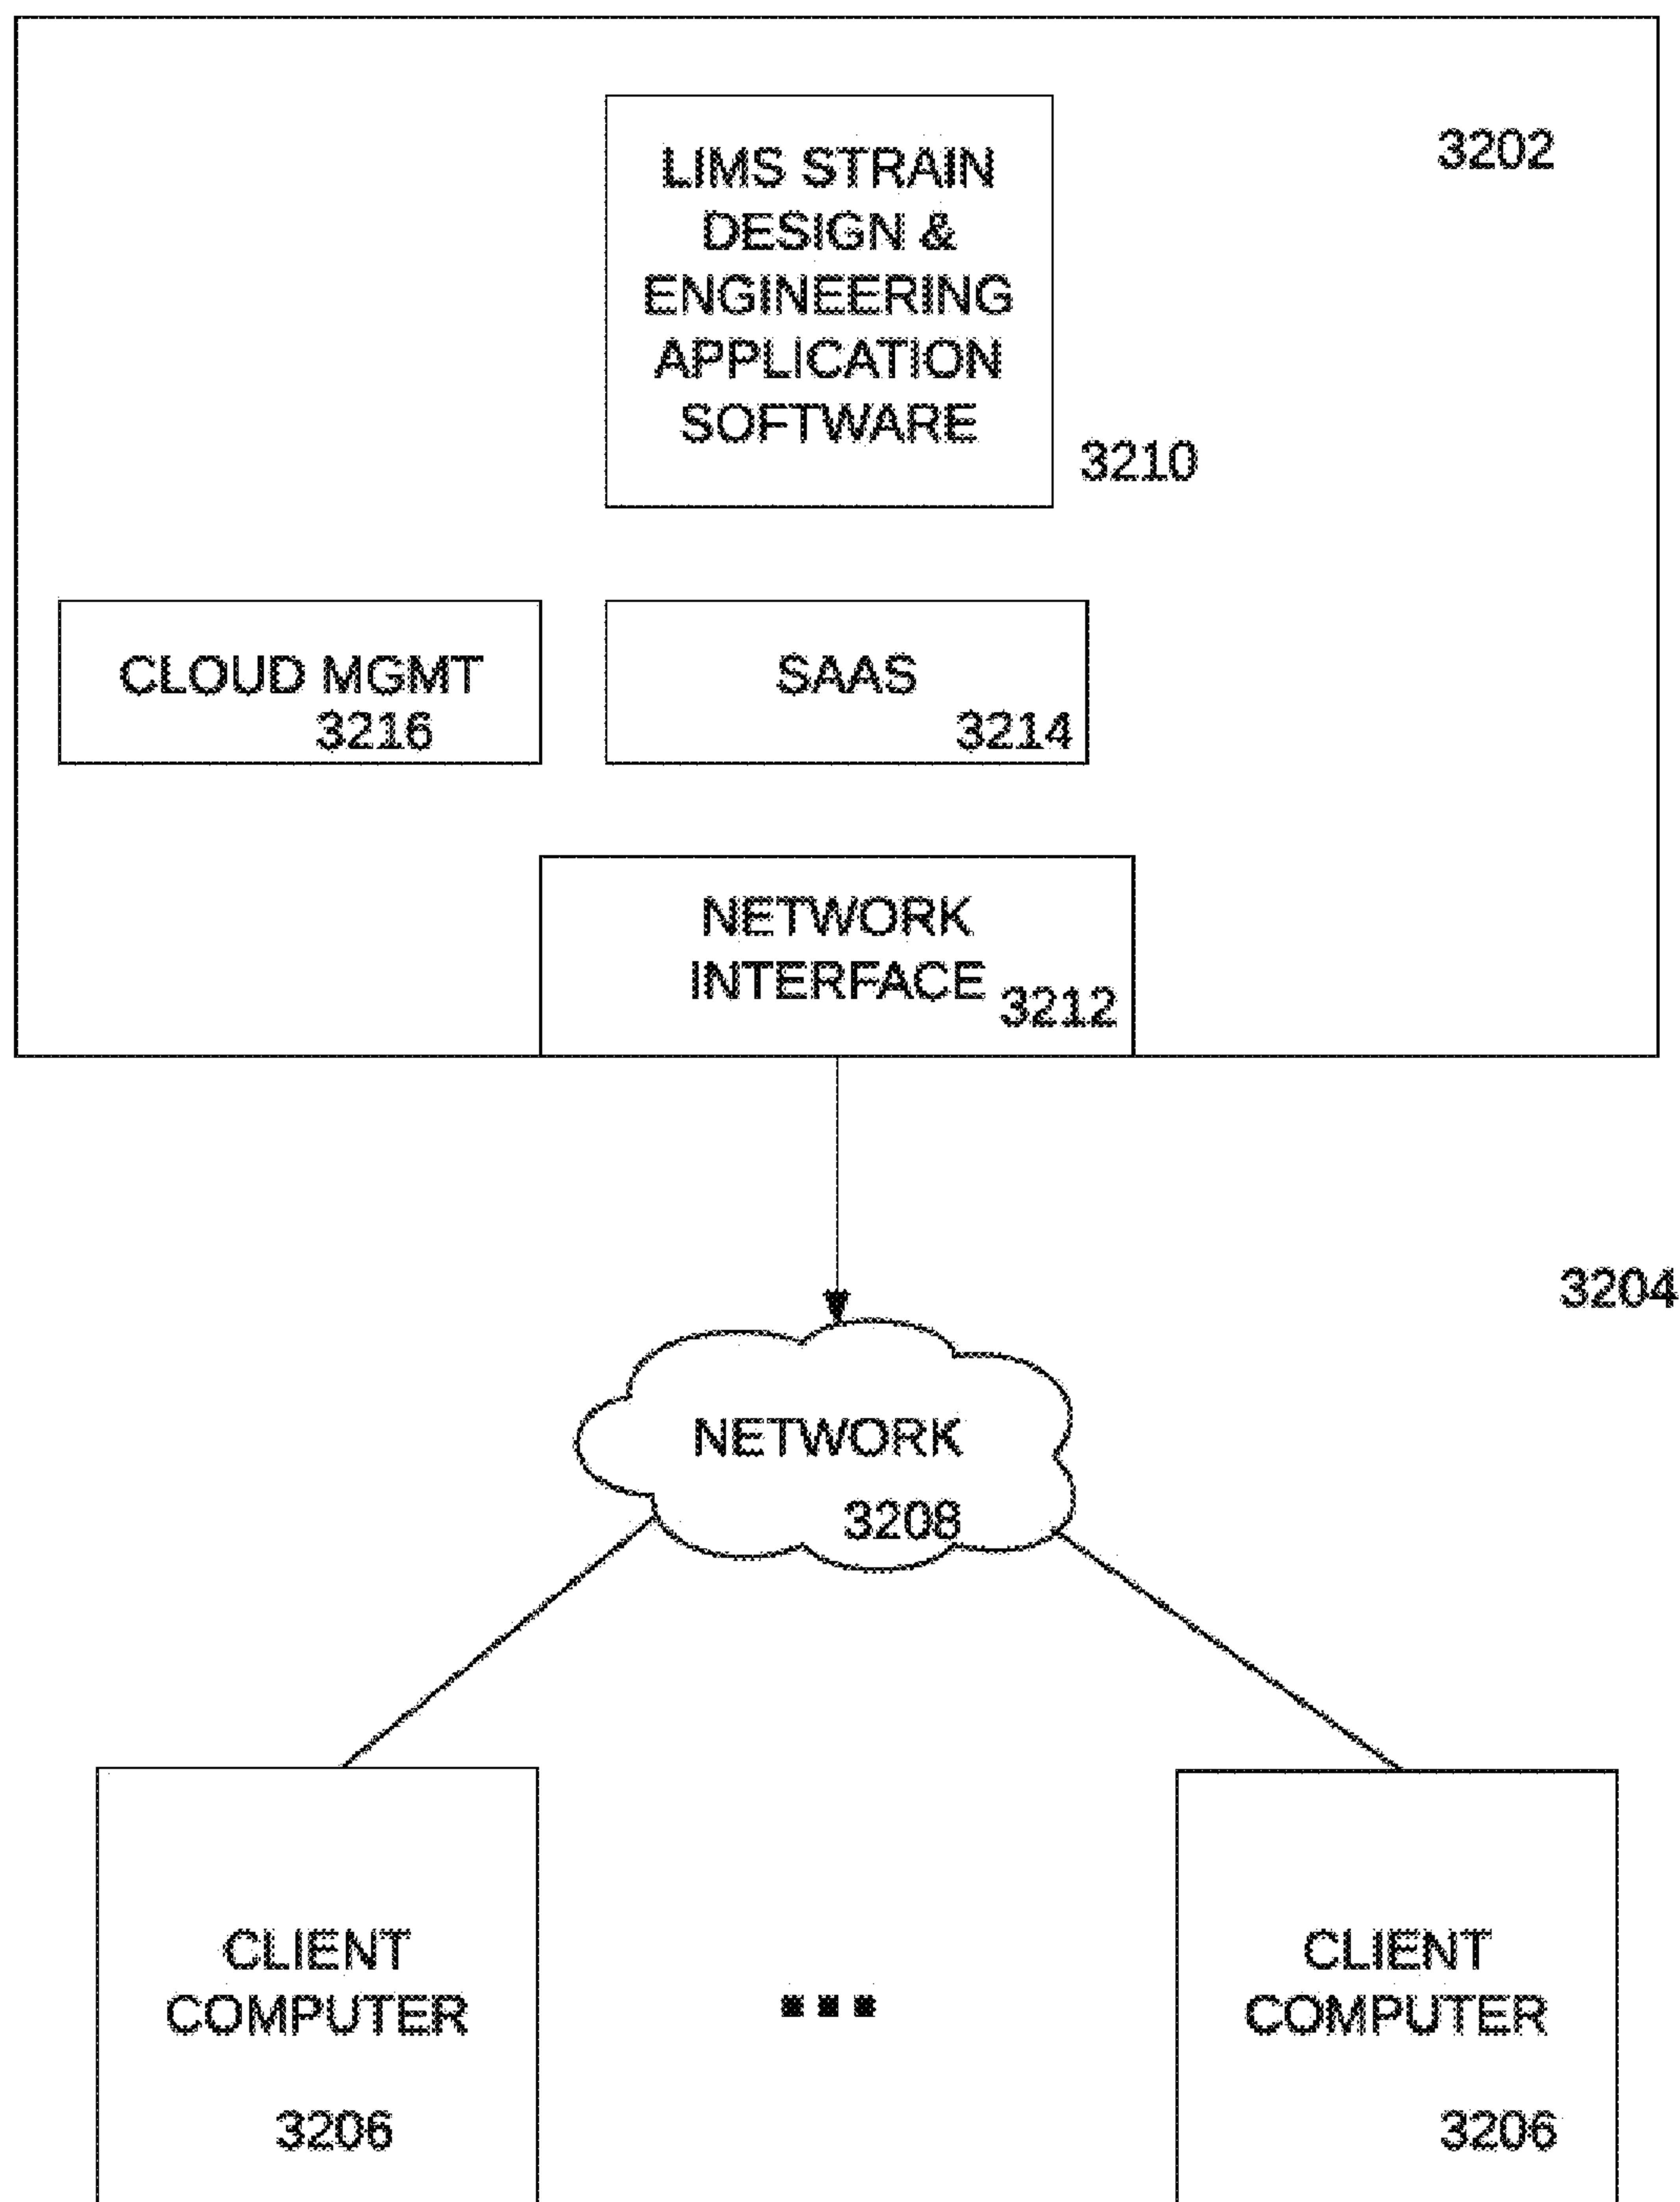 3202
LIMS STRAIN
DESIGN &
ENGINEERING
APPLICATION
SOFTWARE
3210
CLOUD MGMT
3216
SAAS
3214
NETWORK
INTERFACE
3212
3204
NETWORK
3208
CLIENT
COMPUTER
3206
...
CLIENT
COMPUTER
3206